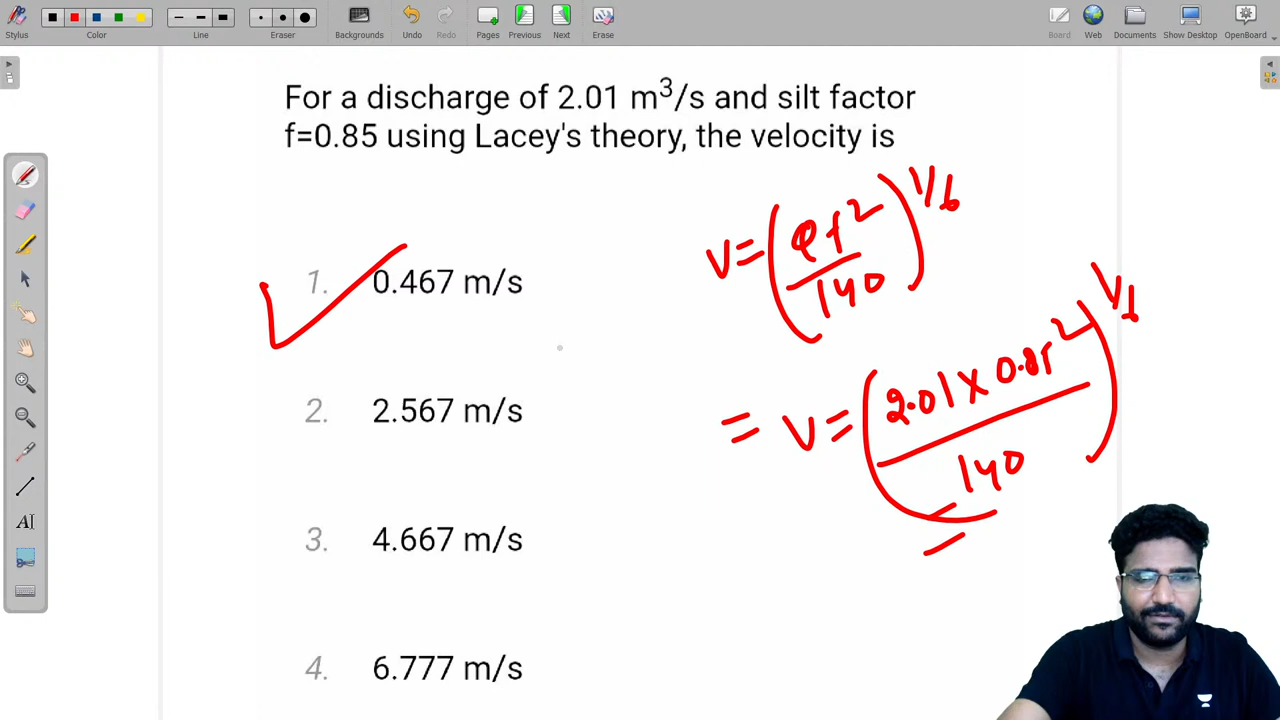 Stylus
Color
Line
Eraser
Backgrounds
Undo
Redo
Pages
Previous
Next
Erase
Board
Web
Documents
Show Desktop
OpenBoard
For a discharge of 2.01 m³/s and silt factor
f=0.85 using Lacey's theory, the velocity is
V=(Qf²/140)^1/6
1. 0.467 m/s
= V=(2.01×0.85²/140)^1/6
2. 2.567 m/s
3. 4.667 m/s
4. 6.777 m/s
AI